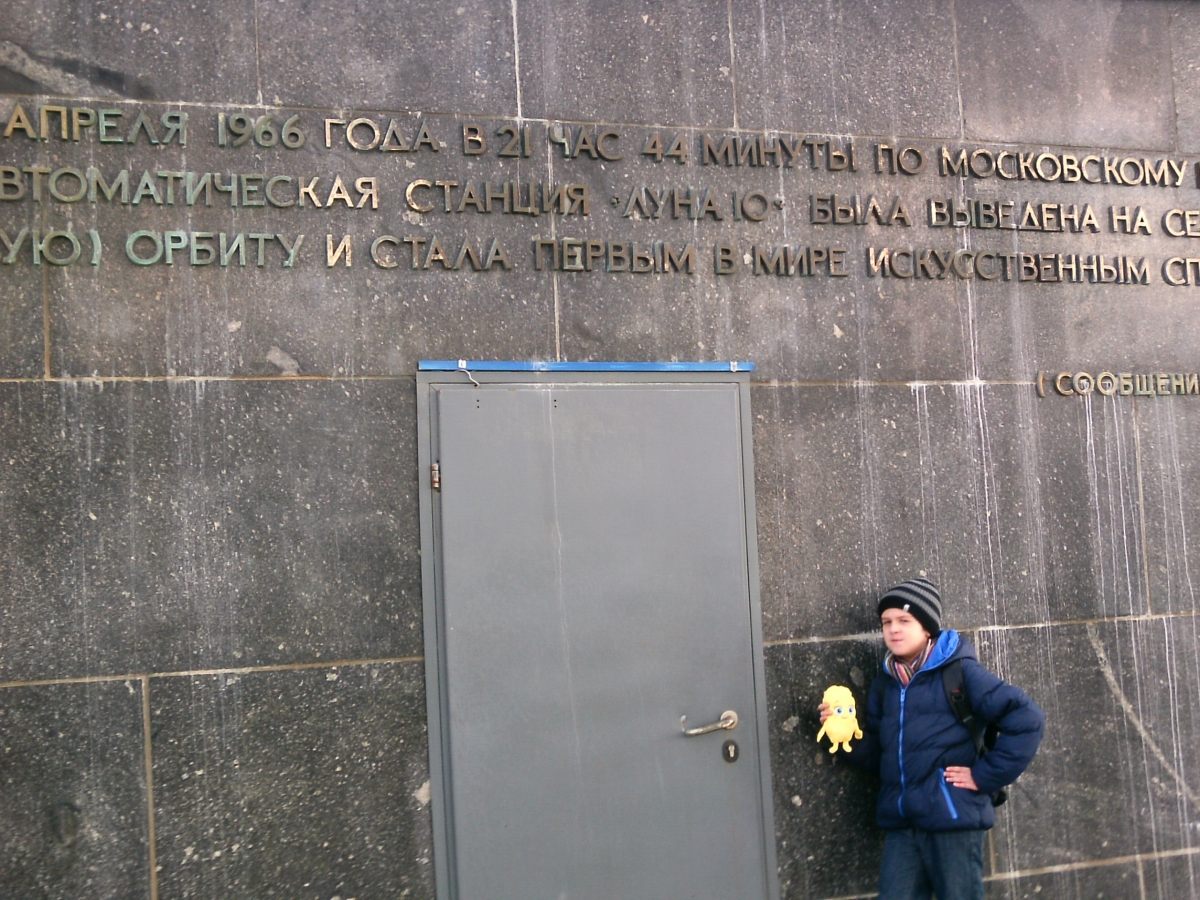 АПРЕЛЯ 1966 ГОДА В 21 ЧАС 44 МИНУТЫ ПО МОСКОВСКОМУ
ВТОМАТИЧЕСКАЯ СТАНЦИЯ "ЛУНА 10" БЫЛА ВЫВЕДЕНА НА СЕ
УЮ) ОРБИТУ И СТАЛА ПЕРВЫМ В МИРЕ ИСКУССТВЕННЫМ СП
(СООБЩЕНИ